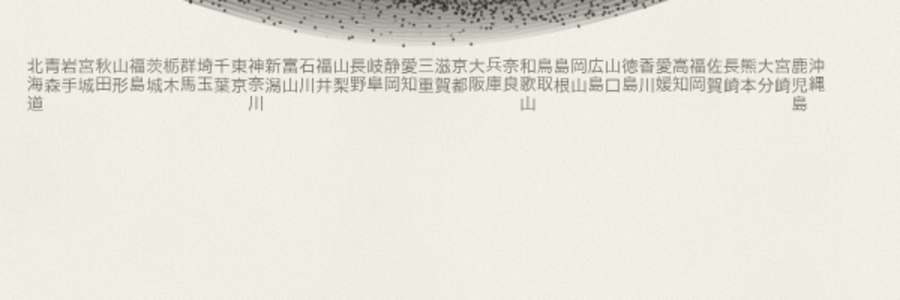 北海道
青森
岩手
宮城
秋田
山形
福島
茨城
栃木
群馬
埼玉
千葉
東京
神奈川
新潟
富山
石川
福井
山梨
長野
岐阜
静岡
愛知
三重
滋賀
京都
大阪
兵庫
奈良
和歌山
鳥取
島根
岡山
広島
山口
徳島
香川
愛媛
高知
福岡
佐賀
長崎
熊本
大分
宮崎
鹿児島
沖縄